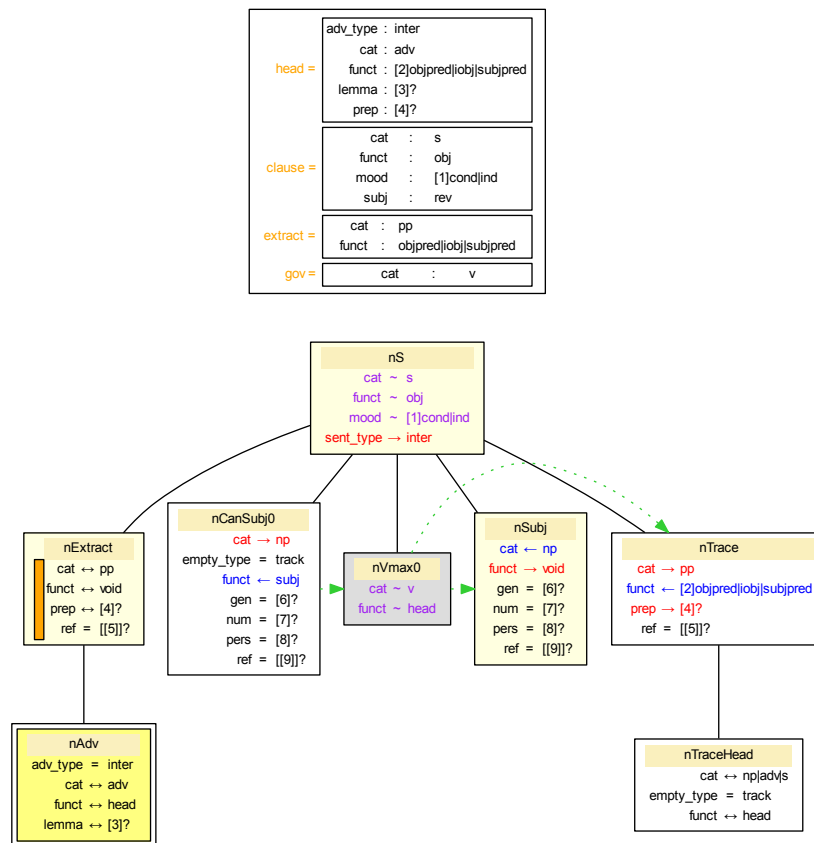 head =
adv_type : inter
cat : adv
funct : [2]objpred|iobj|subjpred
lemma : [3]?
prep : [4]?
clause =
cat : s
funct : obj
mood : [1]cond|ind
subj : rev
extract =
cat : pp
funct : objpred|iobj|subjpred
gov =
cat : v
nS
cat ~ s
funct ~ obj
mood ~ [1]cond|ind
sent_type → inter
nExtract
cat ↔ pp
funct ↔ void
prep ↔ [4]?
ref = [[5]]?
nCanSubj0
cat → np
empty_type = track
funct ← subj
gen = [6]?
num = [7]?
pers = [8]?
ref = [[9]]?
nVmax0
cat ~ v
funct ~ head
nSubj
cat ← np
funct → void
gen = [6]?
num = [7]?
pers = [8]?
ref = [[9]]?
nTrace
cat → pp
funct ← [2]objpred|iobj|subjpred
prep → [4]?
ref = [[5]]?
nAdv
adv_type = inter
cat ↔ adv
funct ↔ head
lemma ↔ [3]?
nTraceHead
cat ↔ np|adv|s
empty_type = track
funct ↔ head